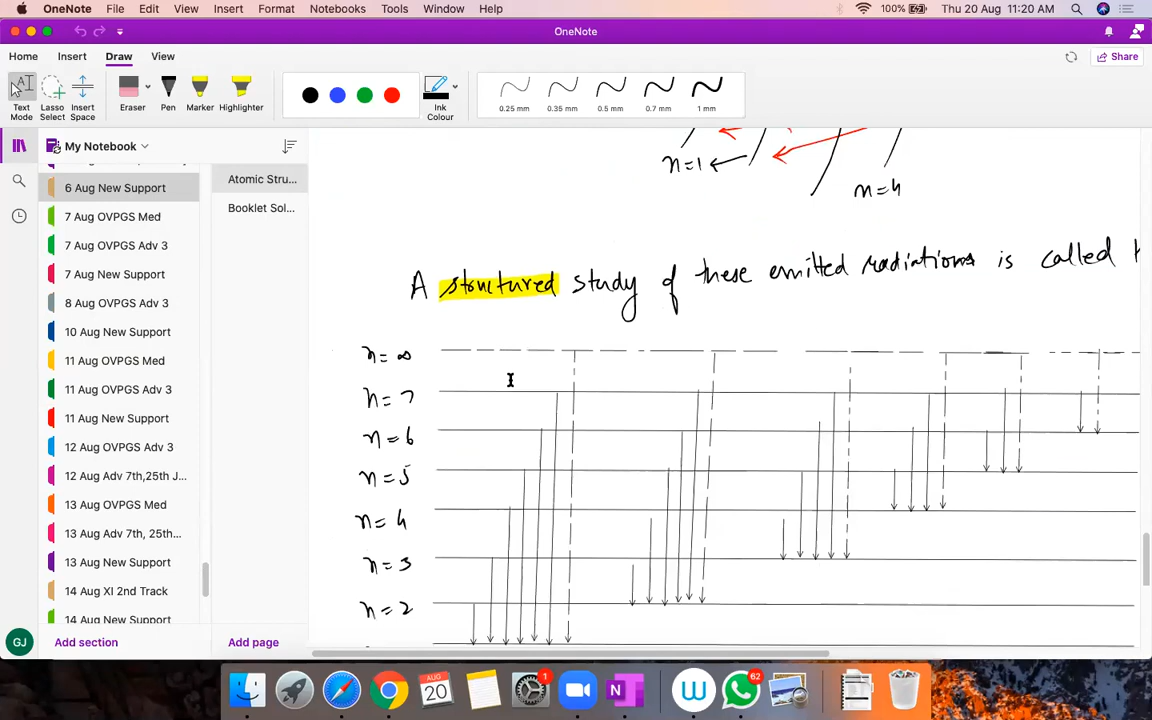 OneNote File Edit View Insert Format Notebooks Tools Window Help 100% Thu 20 Aug 11:20 AM
OneNote
Home Insert Draw View Share
Text Mode Lasso Select Insert Space Eraser Pen Marker Highlighter Ink Colour 0.25 mm 0.35 mm 0.5 mm 0.7 mm 1 mm
My Notebook
6 Aug New Support
7 Aug OVPGS Med
7 Aug OVPGS Adv 3
7 Aug New Support
8 Aug OVPGS Adv 3
10 Aug New Support
11 Aug OVPGS Med
11 Aug OVPGS Adv 3
11 Aug New Support
12 Aug OVPGS Adv 3
12 Aug Adv 7th,25th J...
13 Aug OVPGS Med
13 Aug Adv 7th, 25th...
13 Aug New Support
14 Aug XI 2nd Track
14 Aug New Support
GJ Add section
Atomic Stru...
Booklet Sol...
Add page
n=1
n=4
A structured study of these emitted radiations is called
n=∞
n=7
n=6
n=5
n=4
n=3
n=2
AUG 20
1
62